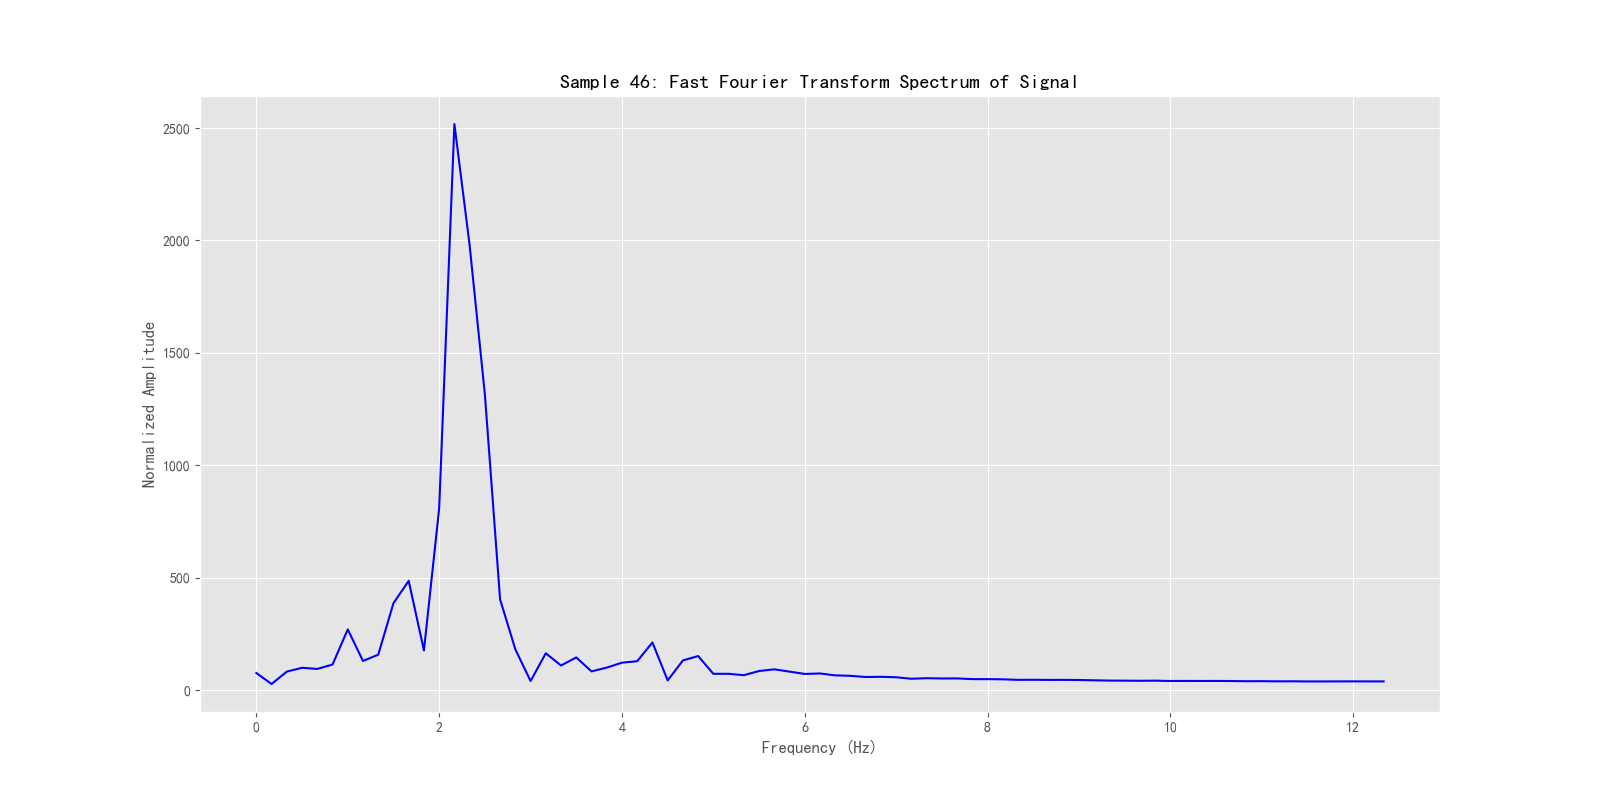 Sample 46: Fast Fourier Transform Spectrum of Signal
Normalized Amplitude
2500
2000
1500
1000
500
0
0 2 4 6 8 10 12
Frequency (Hz)